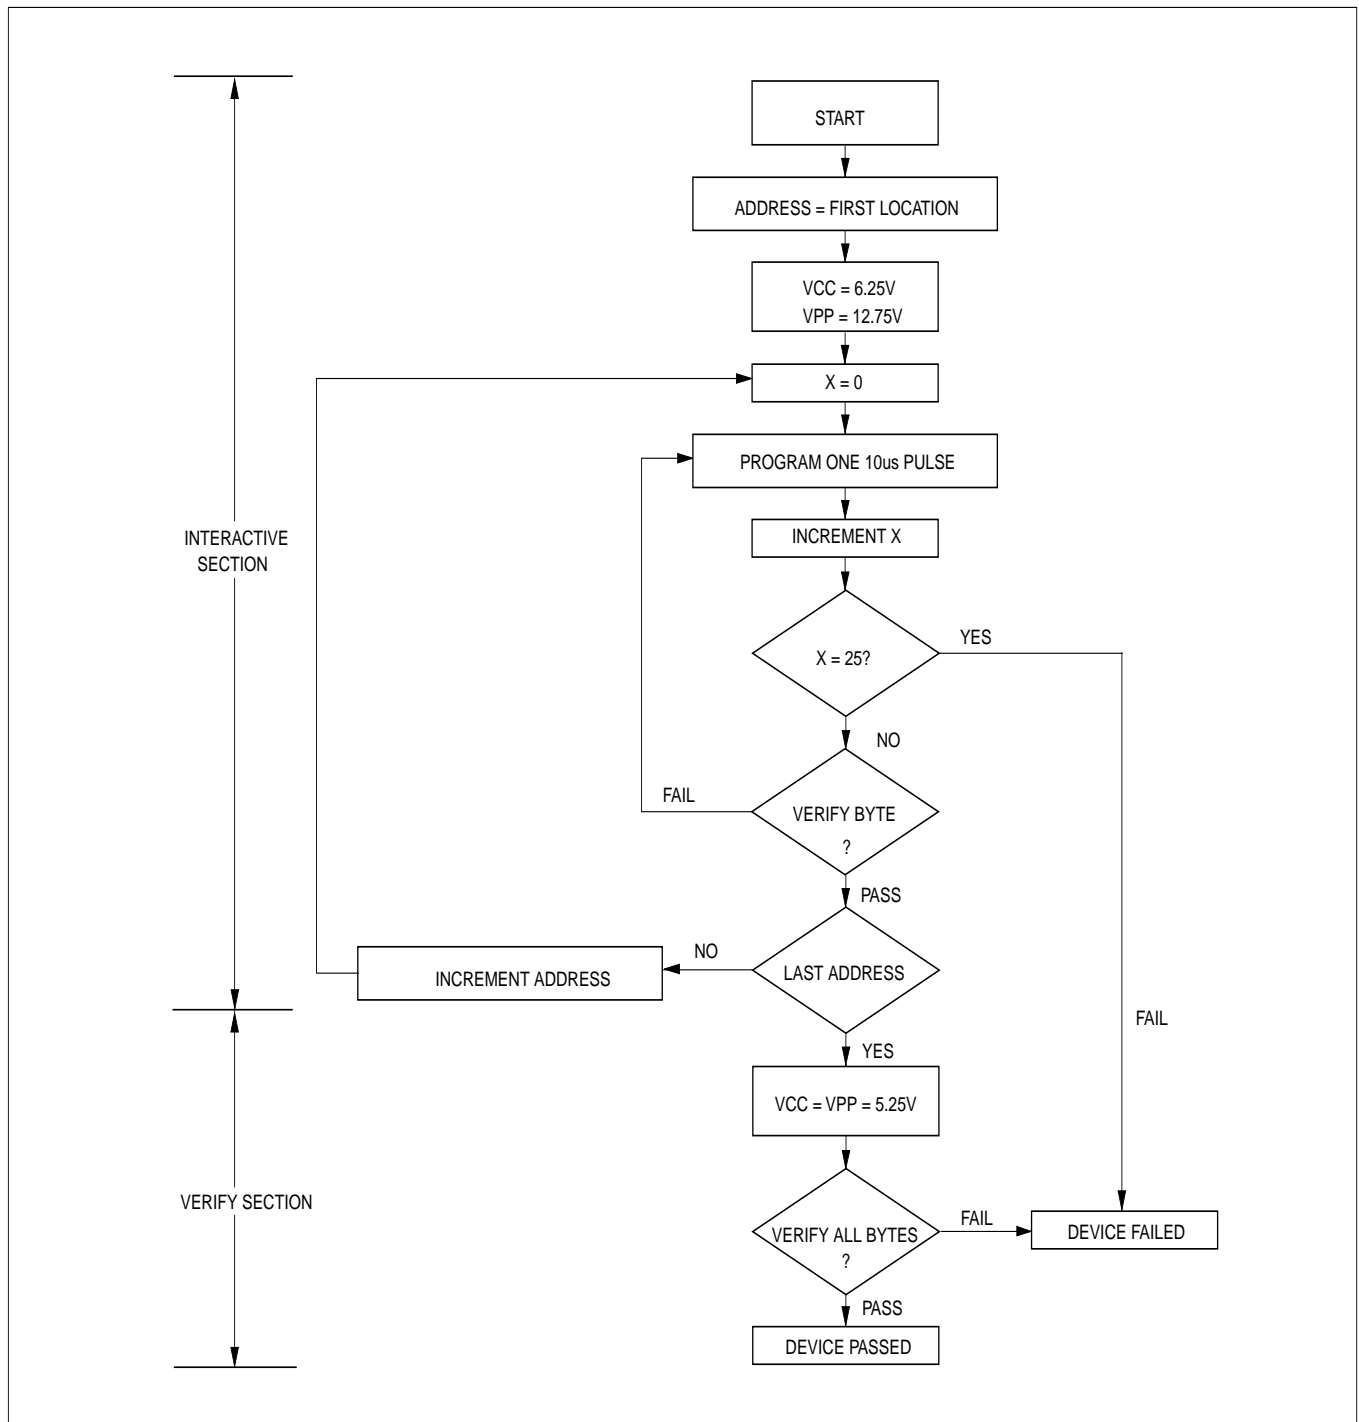 START
ADDRESS = FIRST LOCATION
VCC = 6.25V
VPP = 12.75V
X = 0
PROGRAM ONE 10us PULSE
INTERACTIVE
SECTION
INCREMENT X
YES
X = 25?
NO
FAIL
VERIFY BYTE
?
PASS
NO
LAST ADDRESS
INCREMENT ADDRESS
FAIL
YES
VCC = VPP = 5.25V
VERIFY SECTION
FAIL
DEVICE FAILED
VERIFY ALL BYTES
?
PASS
DEVICE PASSED